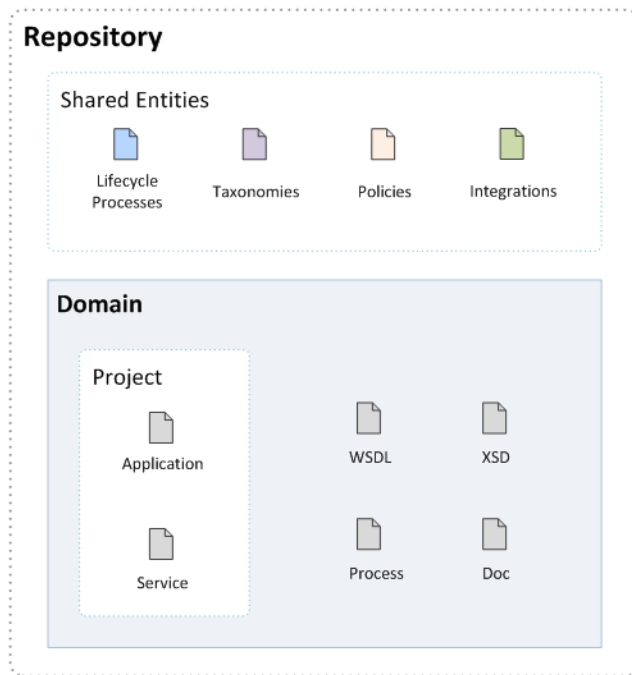 Repository
Shared Entities
Lifecycle
Processes
Taxonomies
Policies
Integrations
Domain
Project
Application
Service
WSDL
XSD
Process
Doc